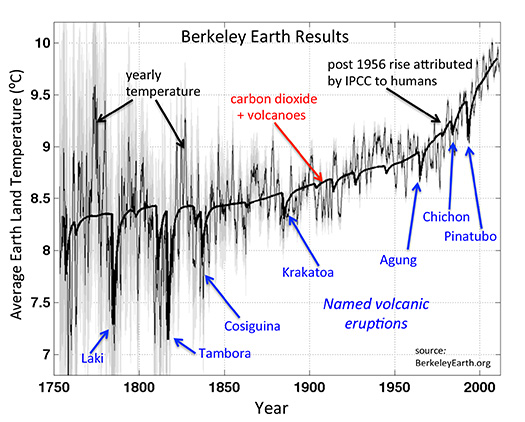 Berkeley Earth Results
Average Earth Land Temperature (ºC)
10
9.5
9
8.5
8
7.5
7
yearly
temperature
carbon dioxide
+ volcanoes
post 1956 rise attributed
by IPCC to humans
Chichon
Pinatubo
Agung
Krakatoa
Named volcanic
eruptions
Cosiguina
Laki
Tambora
source:
BerkeleyEarth.org
1750
1800
1850
1900
1950
2000
Year